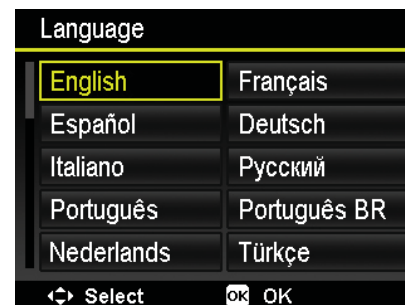 Language
English Français
Español Deutsch
Italiano Русский
Português Português BR
Nederlands Türkçe
Select OK OK